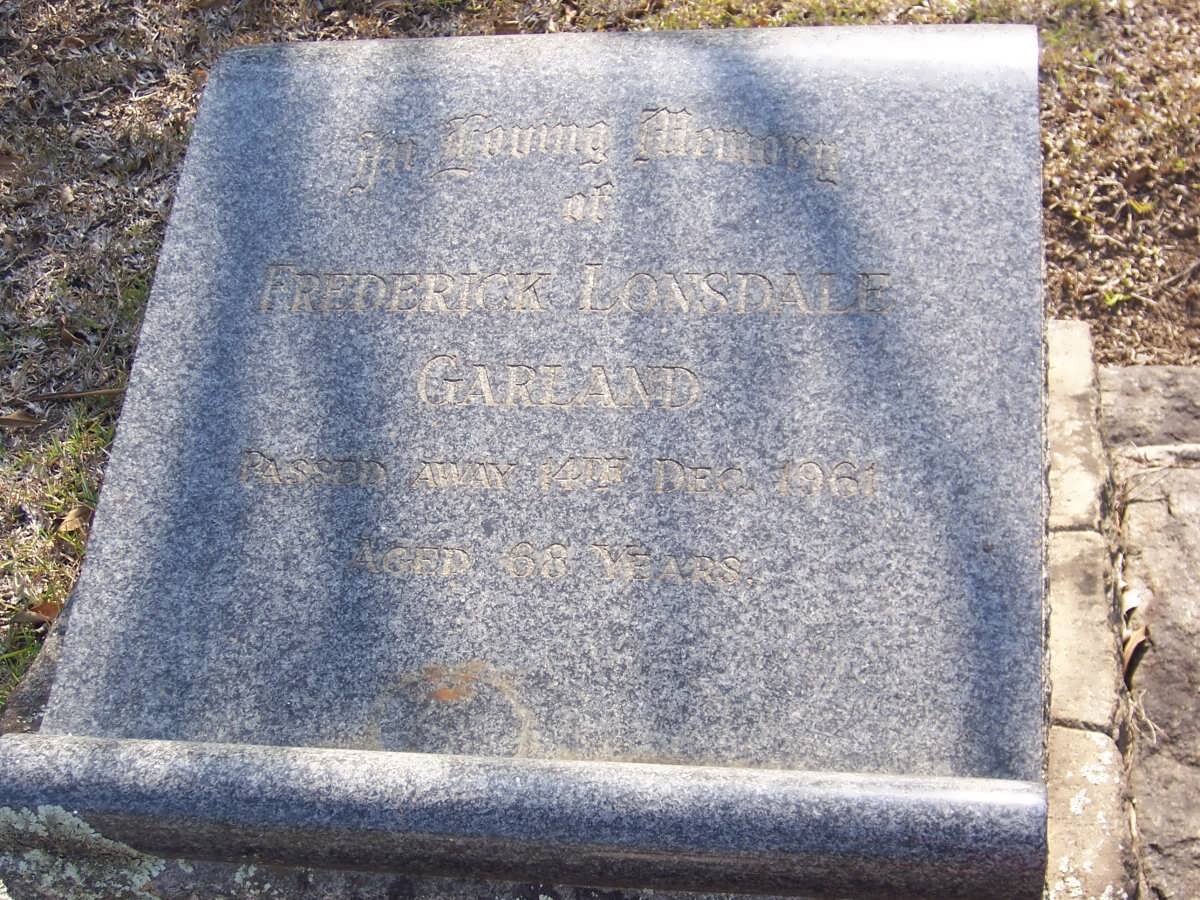 In Loving Memory
of
FREDERICK LONSDALE
GARLAND
PASSED AWAY 14TH DEC. 1961
AGED 68 YEARS.